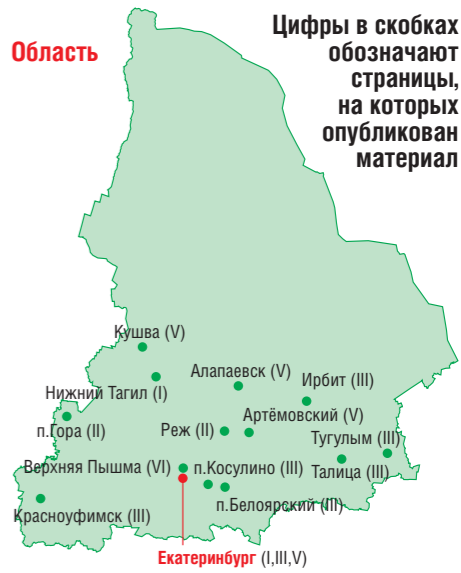 Область
Цифры в скобках
обозначают
страницы,
на которых
опубликован
материал
Кушва (V)
Алапаевск (V)
Ирбит (III)
Нижний Тагил (I)
Артёмовский (V)
п.Гора (II)
Реж (II)
Тугулым (III)
Верхняя Пышма (VI)
п.Косулино (III)
Талица (III)
п.Белоярский (III)
Красноуфимск (III)
Екатеринбург (I,III,V)